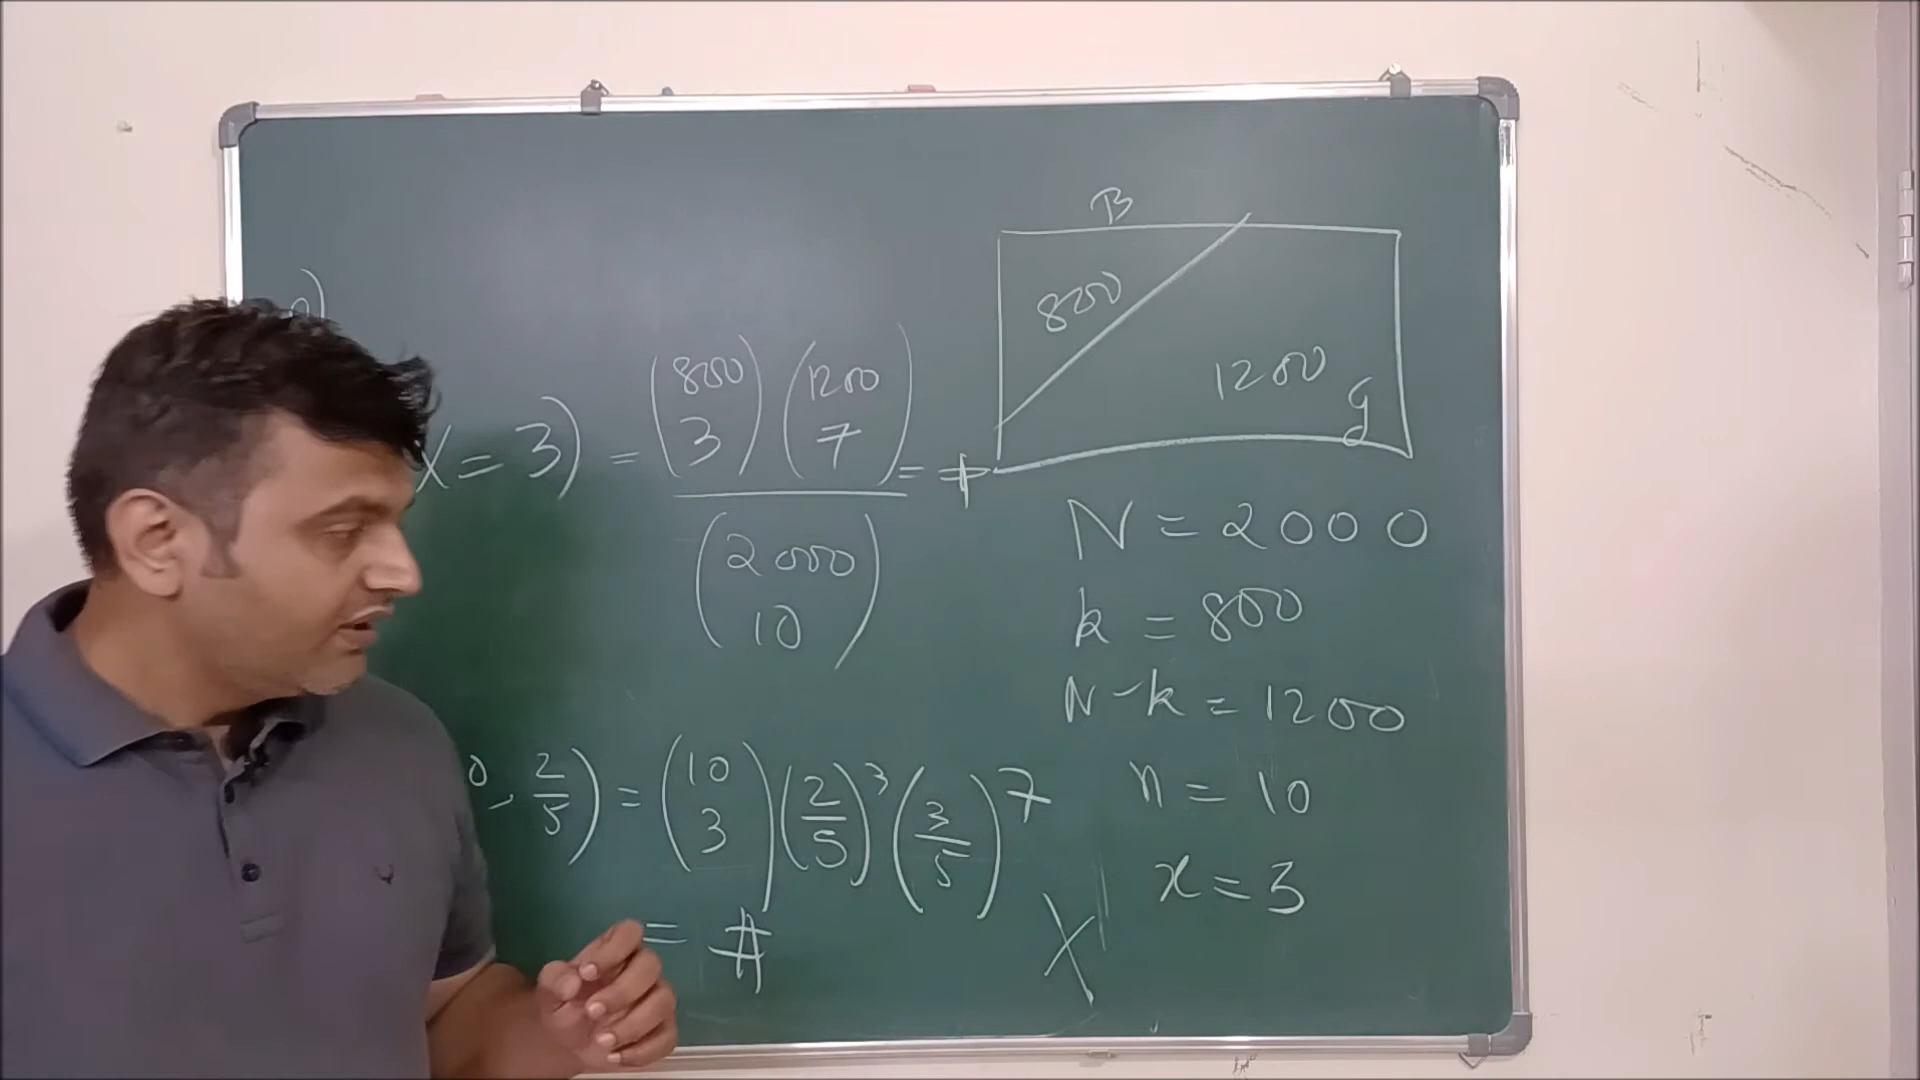 B
800
1200
G
X = 3) = (800 3) (1200 7) / (2000 10) = #
N = 2000
k = 800
N - k = 1200
n = 10
x = 3
0, 2/5) = (10 3) (2/5)^3 (3/5)^7
= #
X